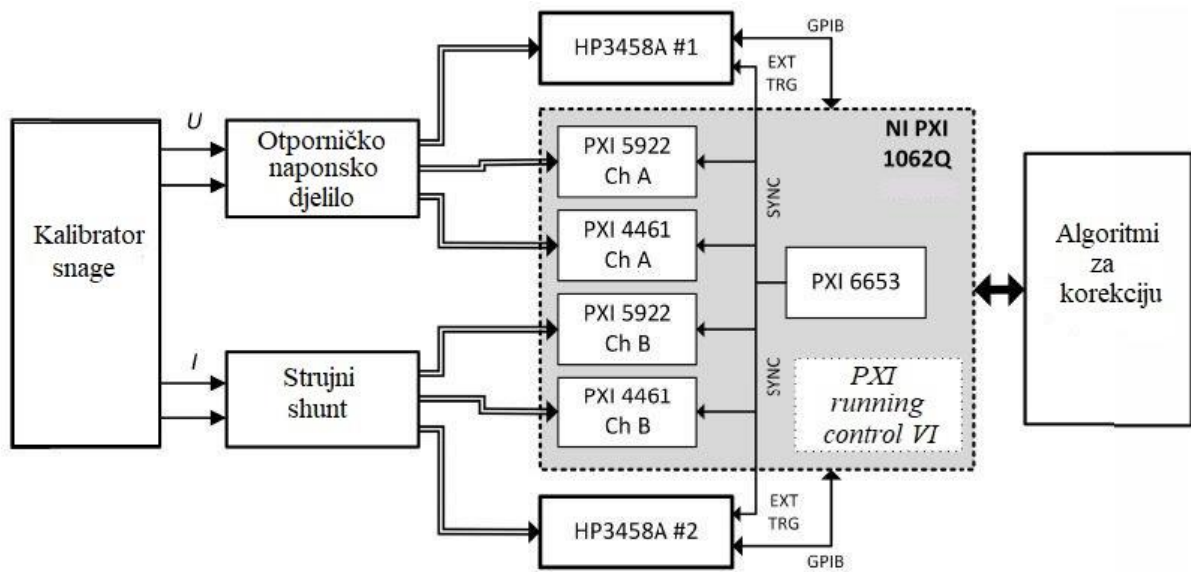 Kalibrator
snage
U
I
Otporničko
naponsko
djelilo
Strujni
shunt
HP3458A #1
GPIB
EXT
TRG
NI PXI
1062Q
PXI 5922
Ch A
PXI 4461
Ch A
PXI 5922
Ch B
PXI 4461
Ch B
SYNC
SYNC
PXI 6653
PXI
running
control VI
HP3458A #2
EXT
TRG
GPIB
Algoritmi
za
korekciju